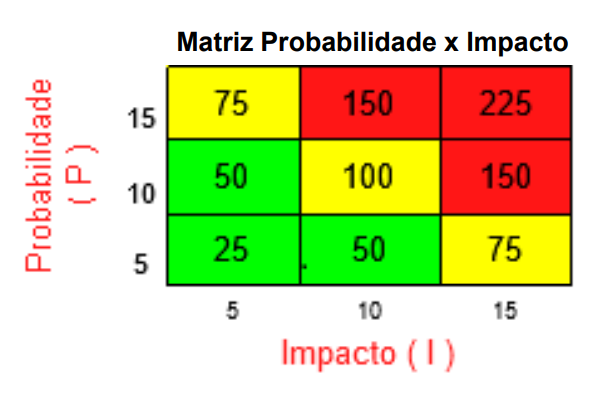 Matriz Probabilidade x Impacto
Probabilidade
( P )
15 75 150 225
10 50 100 150
5 25 50 75
5 10 15
Impacto ( I )